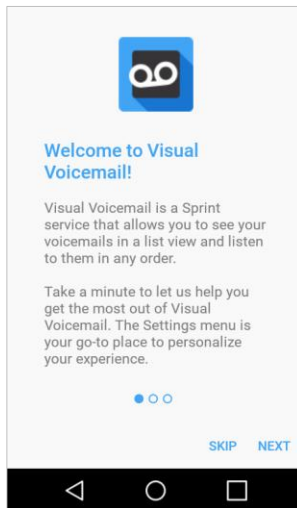 Welcome to Visual
Voicemail!
Visual Voicemail is a Sprint
service that allows you to see your
voicemails in a list view and listen
to them in any order.
Take a minute to let us help you
get the most out of Visual
Voicemail. The Settings menu is
your go-to place to personalize
your experience.
SKIP NEXT